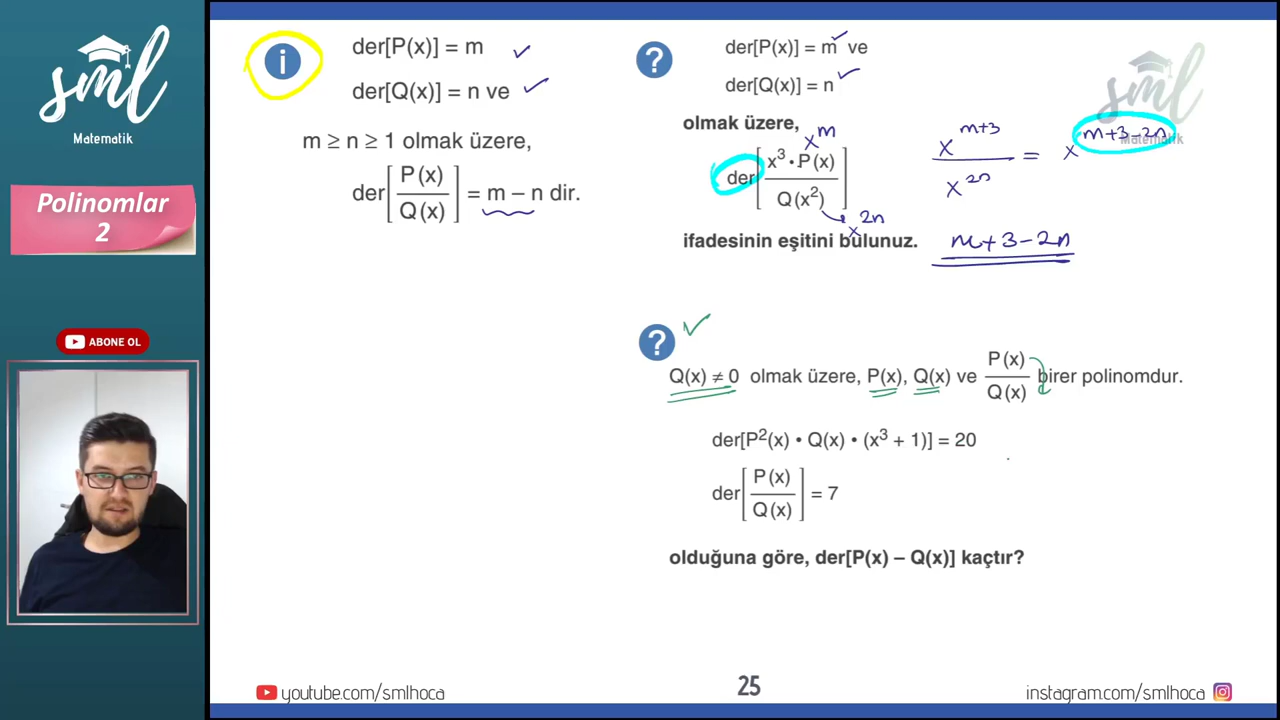 sml
Matematik
Polinomlar
2
ABONE OL
i
der[P(x)] = m
der[Q(x)] = n ve
m ≥ n ≥ 1 olmak üzere,
der[P(x)/Q(x)] = m – n dir.
?
der[P(x)] = m ve
der[Q(x)] = n
olmak üzere,
x^m
der[x³ • P(x)/Q(x²)]
x^2n
ifadesinin eşitini bulunuz.
sml
Matematik
x^m+3/x^2n = x^m+3-2n
m+3-2n
?
Q(x) ≠ 0 olmak üzere, P(x), Q(x) ve P(x)/Q(x) birer polinomdur.
der[P²(x) • Q(x) • (x³ + 1)] = 20
der[P(x)/Q(x)] = 7
olduğuna göre, der[P(x) – Q(x)] kaçtır?
youtube.com/smlhoca
25
instagram.com/smlhoca